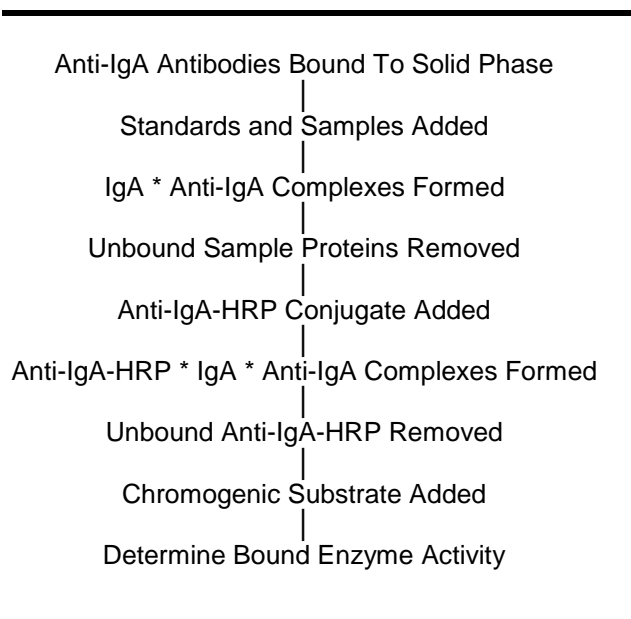 Anti-IgA Antibodies Bound To Solid Phase
Standards and Samples Added
IgA * Anti-IgA Complexes Formed
Unbound Sample Proteins Removed
Anti-IgA-HRP Conjugate Added
Anti-IgA-HRP * IgA * Anti-IgA Complexes Formed
Unbound Anti-IgA-HRP Removed
Chromogenic Substrate Added
Determine Bound Enzyme Activity